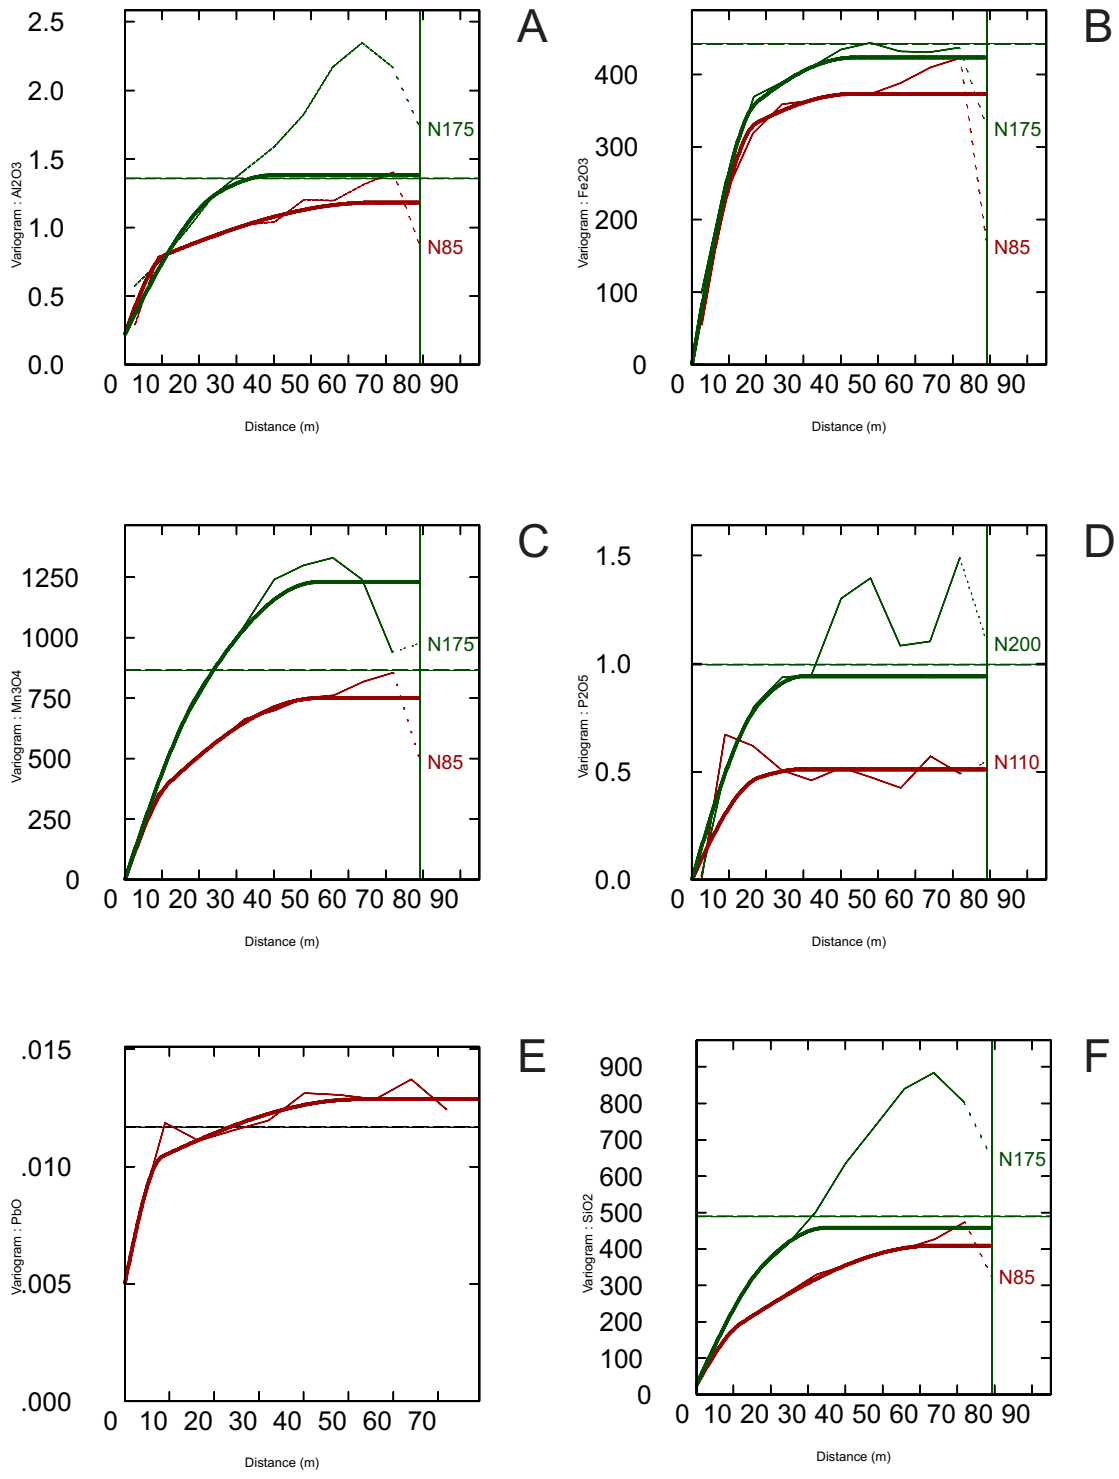 A
Variogram : Al2O3
2.5
2.0
1.5
1.0
0.5
0.0
N175
N85
0 10 20 30 40 50 60 70 80 90
Distance (m)
B
Variogram : Fe2O3
400
300
200
100
0
N175
N85
0 10 20 30 40 50 60 70 80 90
Distance (m)
C
Variogram : Mn3O4
1250
1000
750
500
250
0
N175
N85
0 10 20 30 40 50 60 70 80 90
Distance (m)
D
Variogram : P2O5
1.5
1.0
0.5
0.0
N200
N110
0 10 20 30 40 50 60 70 80 90
Distance (m)
E
Variogram : PbO
.015
.010
.005
.000
0 10 20 30 40 50 60 70
Distance (m)
F
Variogram : SiO2
900
800
700
600
500
400
300
200
100
0
N175
N85
0 10 20 30 40 50 60 70 80 90
Distance (m)